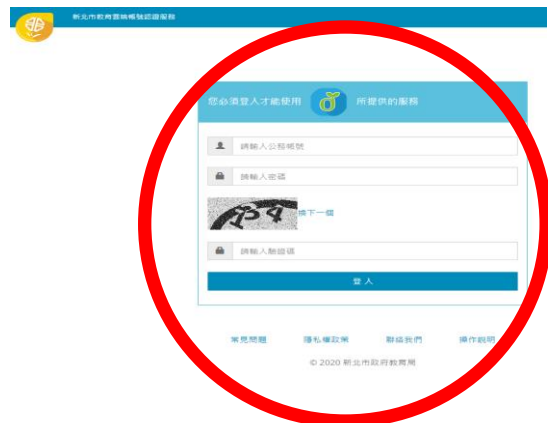 新北市教育雲端帳號認證服務
您必須登入才能使用 所提供的服務
請輸入公務帳號
請輸入密碼
換下一個
請輸入驗證碼
登入
常見問題 隱私權政策 聯絡我們 操作說明
© 2020 新北市政府教育局